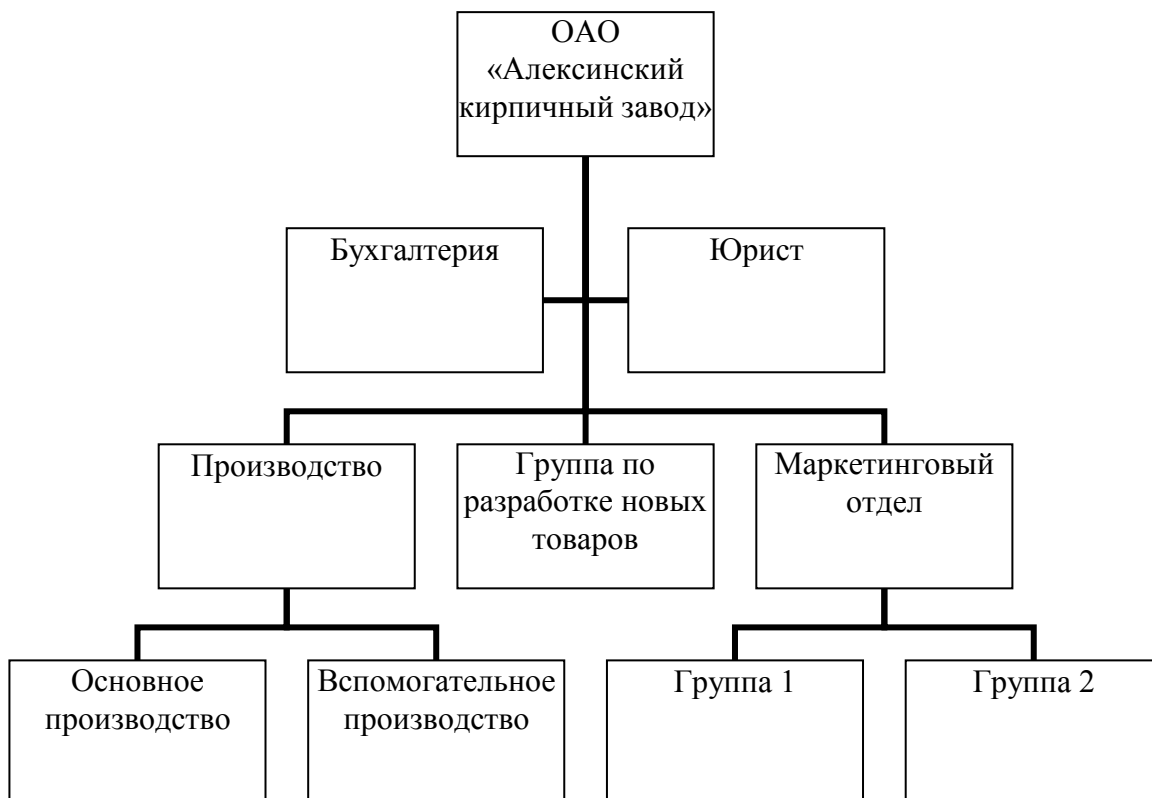 ОАО
«Алексинский
кирпичный завод»
Бухгалтерия
Юрист
Производство
Группа по
разработке новых
товаров
Маркетинговый
отдел
Основное
производство
Вспомогательное
производство
Группа 1
Группа 2